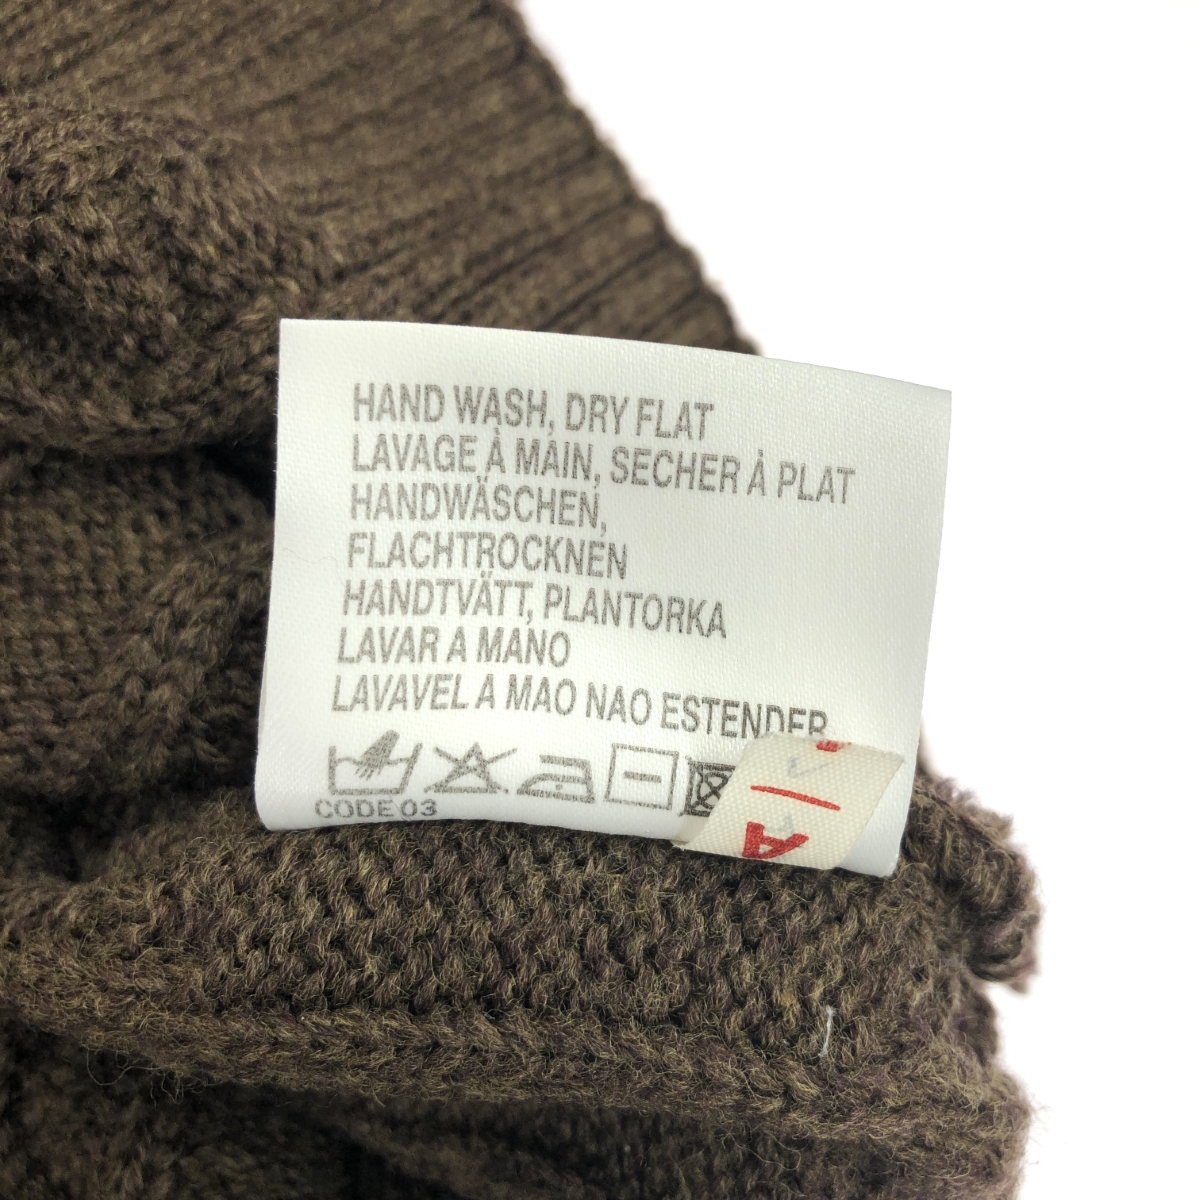 HAND WASH, DRY FLAT
LAVAGE À MAIN, SECHER À PLAT
HANDWÄSCHEN,
FLACHTROCKNEN
HANDTVÄTT, PLANTORKA
LAVAR A MANO
LAVAVEL A MAO NAO ESTENDER
CODE 03
A